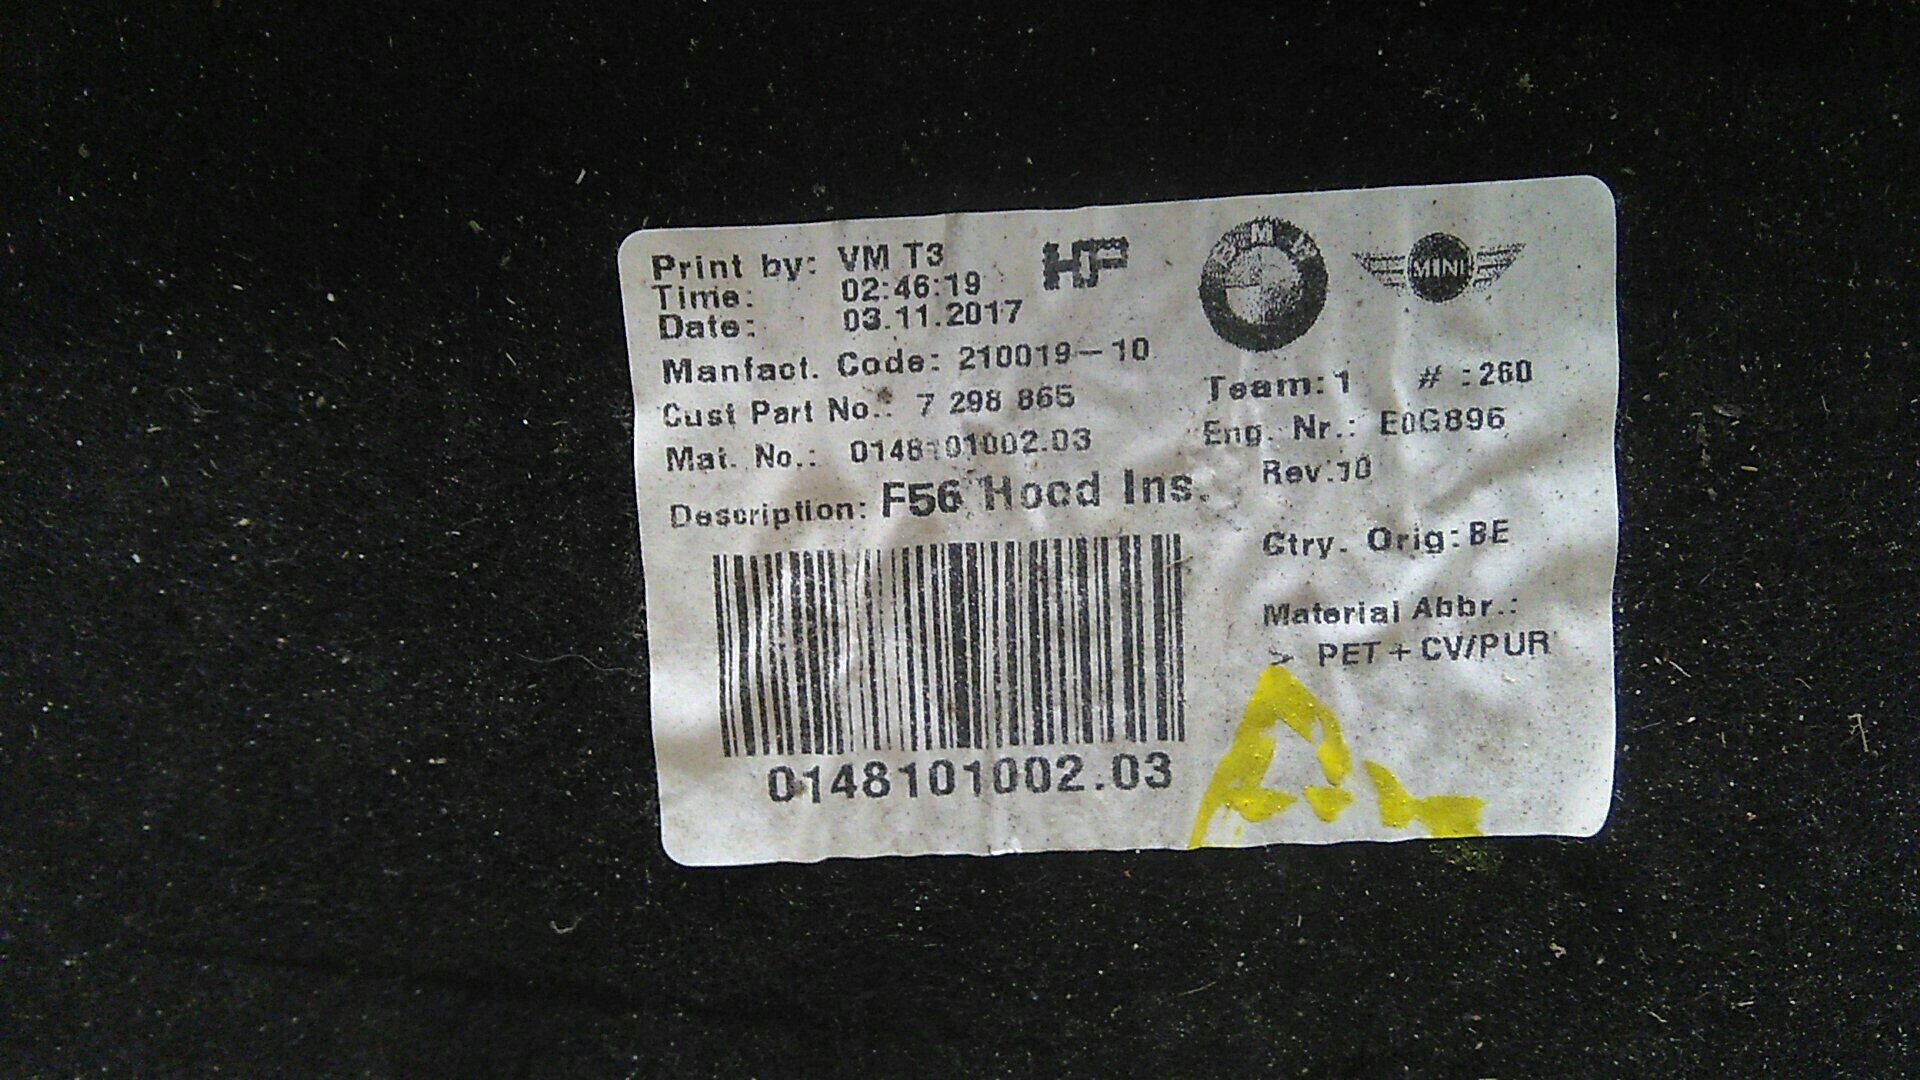 Print by: VM T3
HP
BMW
MINI
Time: 02:46:19
Date: 03.11.2017
Manfact. Code: 210019-10
Team: 1 # : 260
Cust Part No.: 7 298 865
Eng. Nr.: E0G896
Mat. No.: 0148101002.03
Rev.10
Description: F56 Hood Ins.
Ctry. Orig: BE
Material Abbr.:
> PET + CV/PUR
0148101002.03